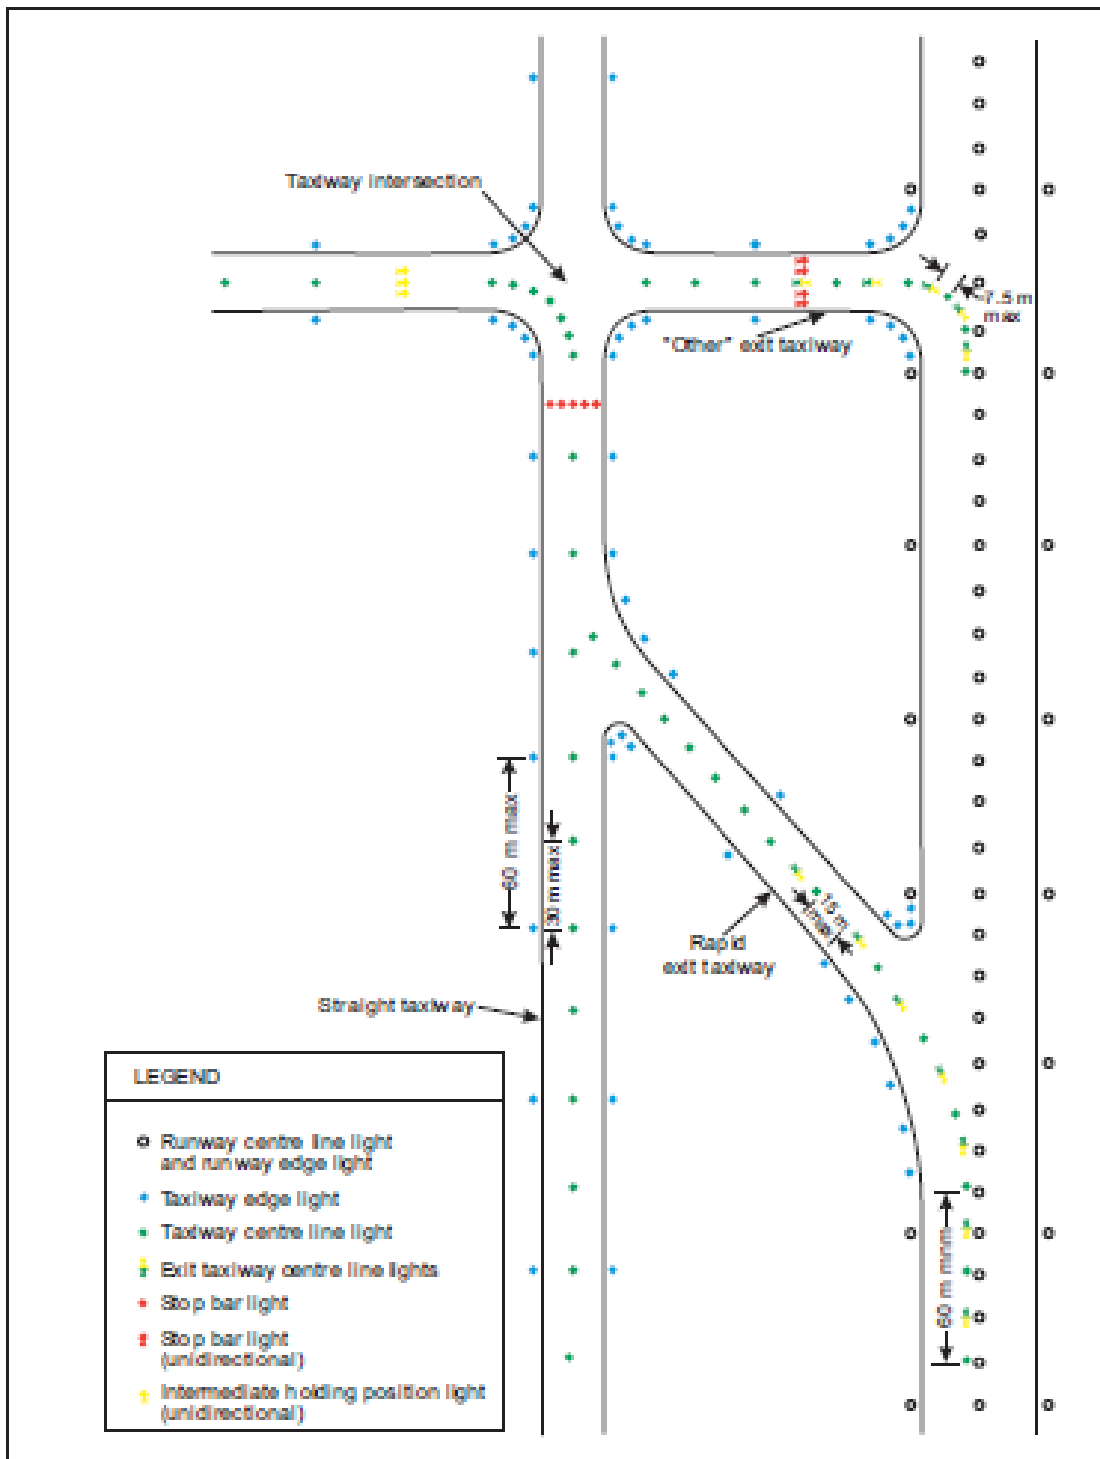 Taxiway intersection
7.5 m
max
"Other" exit taxiway
60 m max
30 m max
15 m
max
Rapid
exit taxiway
Straight taxiway
60 m mnm
LEGEND
Runway centre line light
and runway edge light
Taxiway edge light
Taxiway centre line light
Exit taxiway centre line lights
Stop bar light
Stop bar light
(unidirectional)
Intermediate holding position light
(unidirectional)